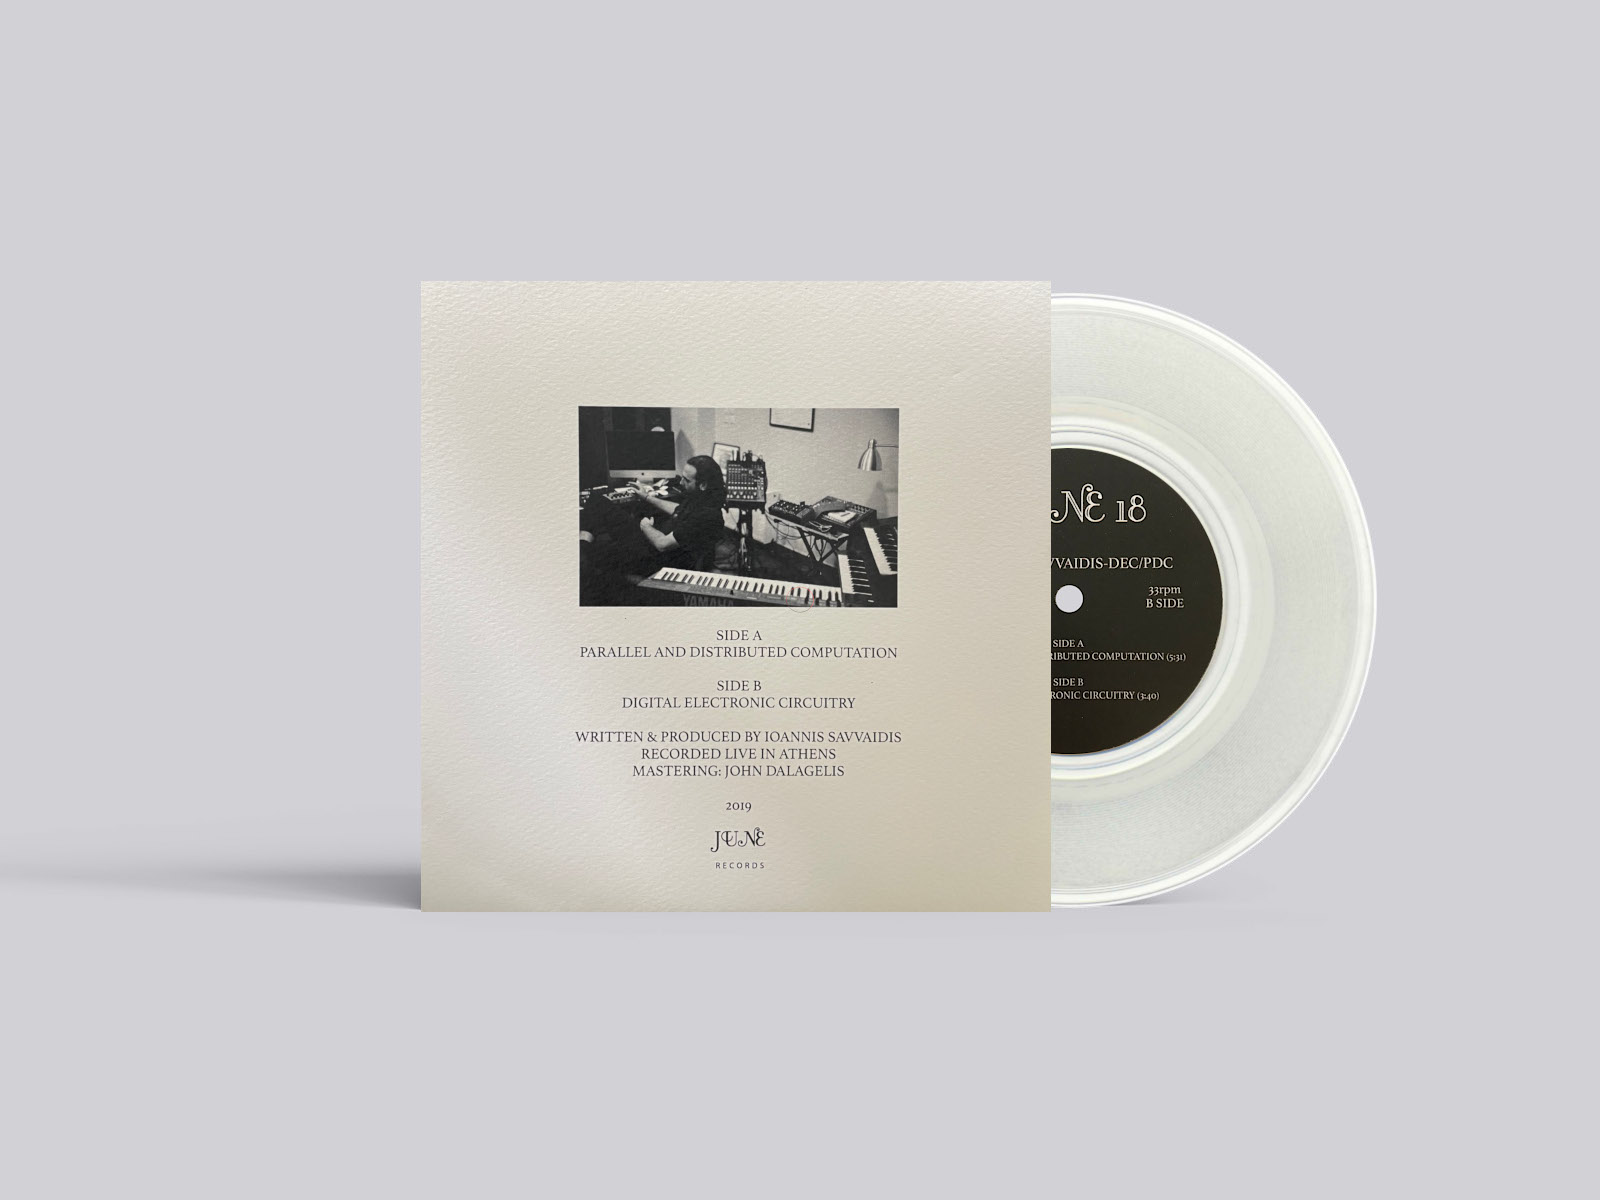 YAMAHA
SIDE A
PARALLEL AND DISTRIBUTED COMPUTATION
SIDE B
DIGITAL ELECTRONIC CIRCUITRY
WRITTEN & PRODUCED BY IOANNIS SAVVAIDIS
RECORDED LIVE IN ATHENS
MASTERING: JOHN DALAGELIS
2019
JUNE
RECORDS
NE 18
VVAIDIS-DEC/PDC
33rpm
B SIDE
SIDE A
RIBUTED COMPUTATION (5:31)
SIDE B
RONIC CIRCUITRY (3:40)